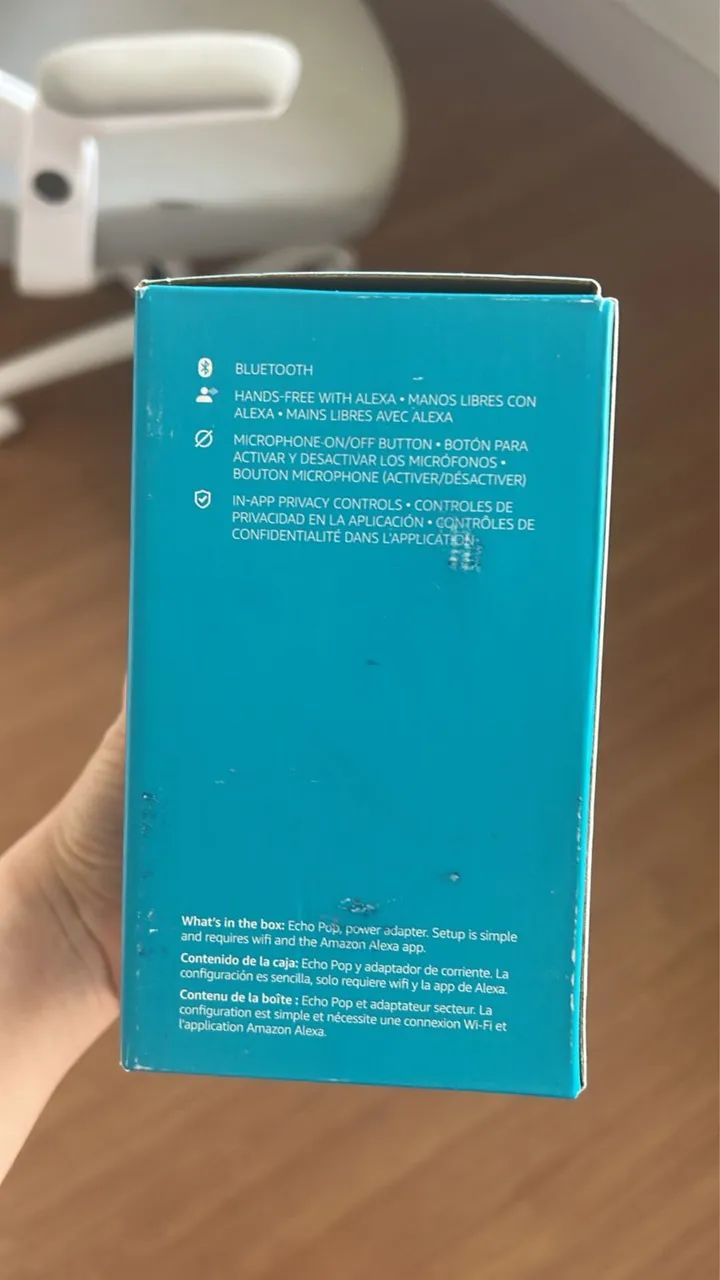 BLUETOOTH
HANDS-FREE WITH ALEXA • MANOS LIBRES CON
ALEXA • MAINS LIBRES AVEC ALEXA
MICROPHONE ON/OFF BUTTON • BOTÓN PARA
ACTIVAR Y DESACTIVAR LOS MICRÓFONOS •
BOUTON MICROPHONE (ACTIVER/DÉSACTIVER)
IN-APP PRIVACY CONTROLS • CONTROLES DE
PRIVACIDAD EN LA APLICACIÓN • CONTRÔLES DE
CONFIDENTIALITÉ DANS L'APPLICATION
What's in the box: Echo Pop, power adapter. Setup is simple
and requires wifi and the Amazon Alexa app.
Contenido de la caja: Echo Pop y adaptador de corriente. La
configuración es sencilla, solo requiere wifi y la app de Alexa.
Contenu de la boîte : Echo Pop et adaptateur secteur. La
configuration est simple et nécessite une connexion Wi-Fi et
l'application Amazon Alexa.